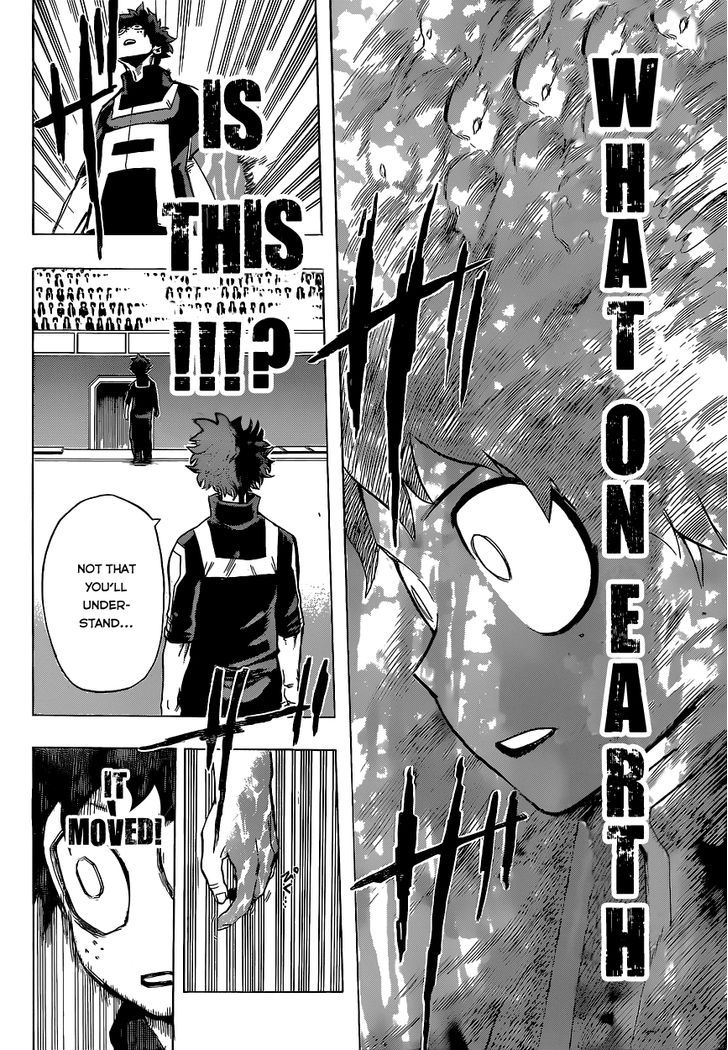 WHAT ON EARTH
IS
THIS
!!!?
NOT THAT
YOU'LL
UNDER-
STAND...
IT
MOVED!